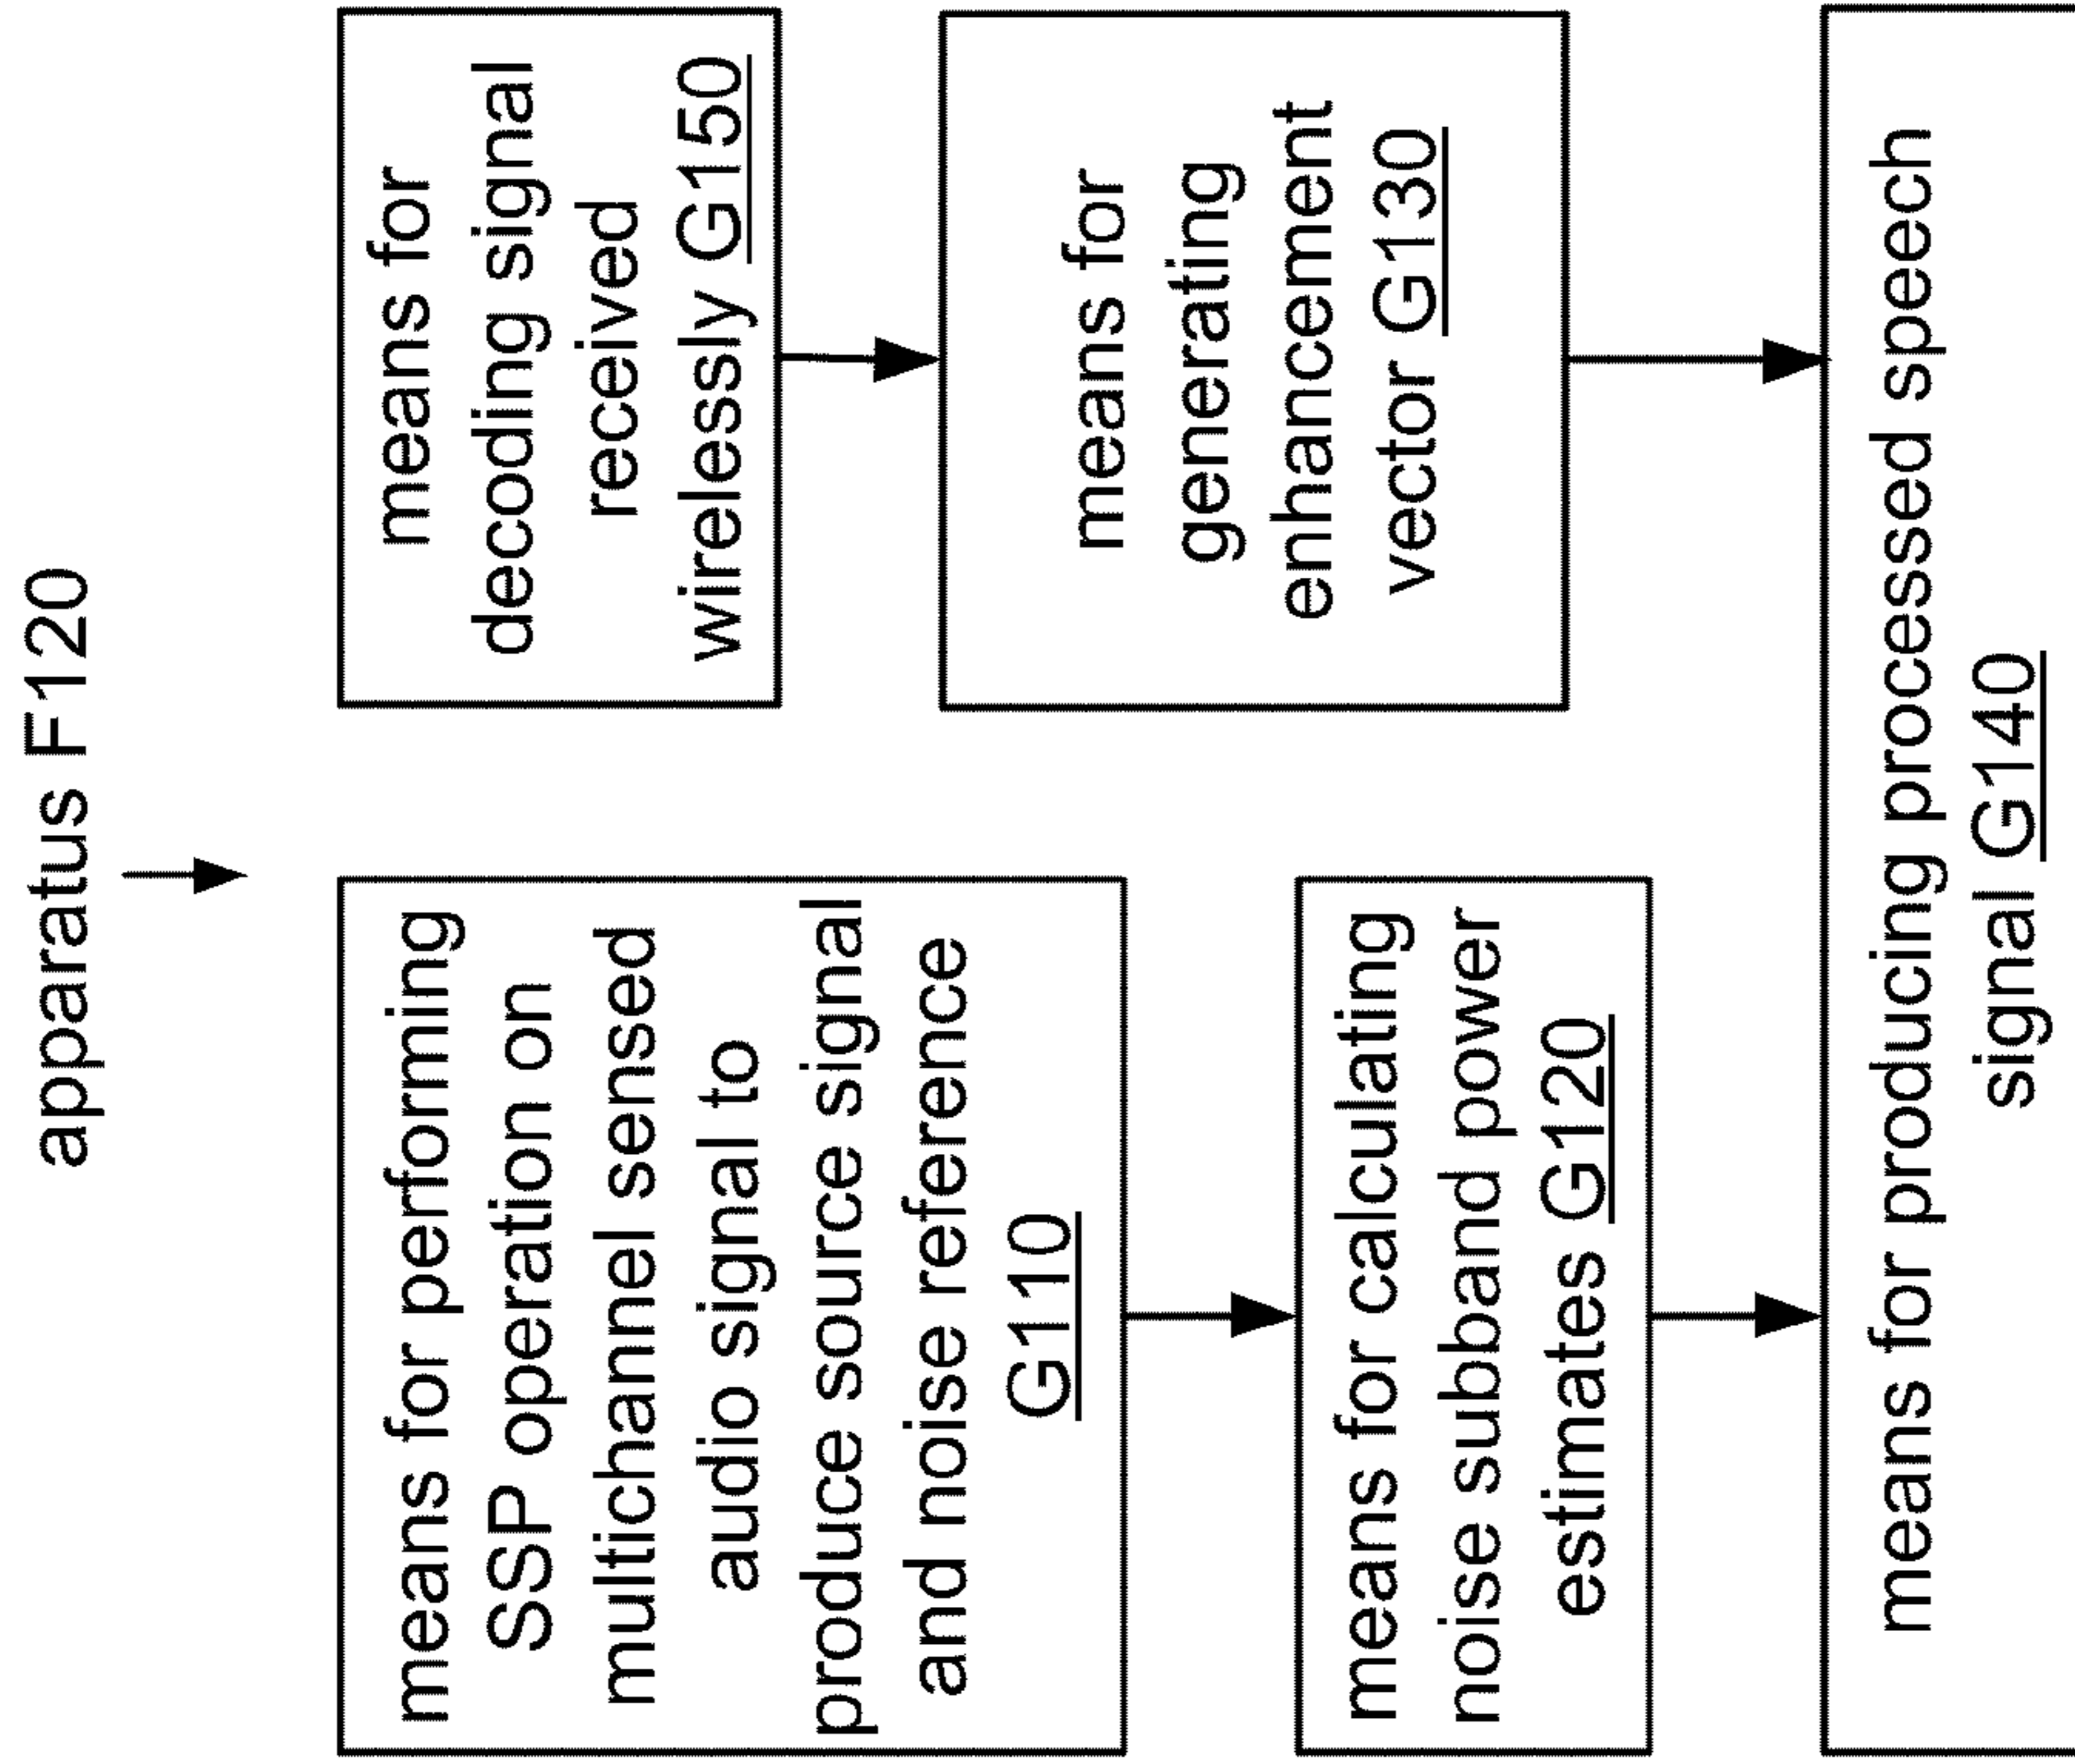 apparatus F120
means for performing
SSP operation on
multichannel sensed
audio signal to
produce source signal
and noise reference
G110
means for calculating
noise subband power
estimates G120
means for
decoding signal
received
wirelessly G150
means for
generating
enhancement
vector G130
means for producing processed speech
signal G140